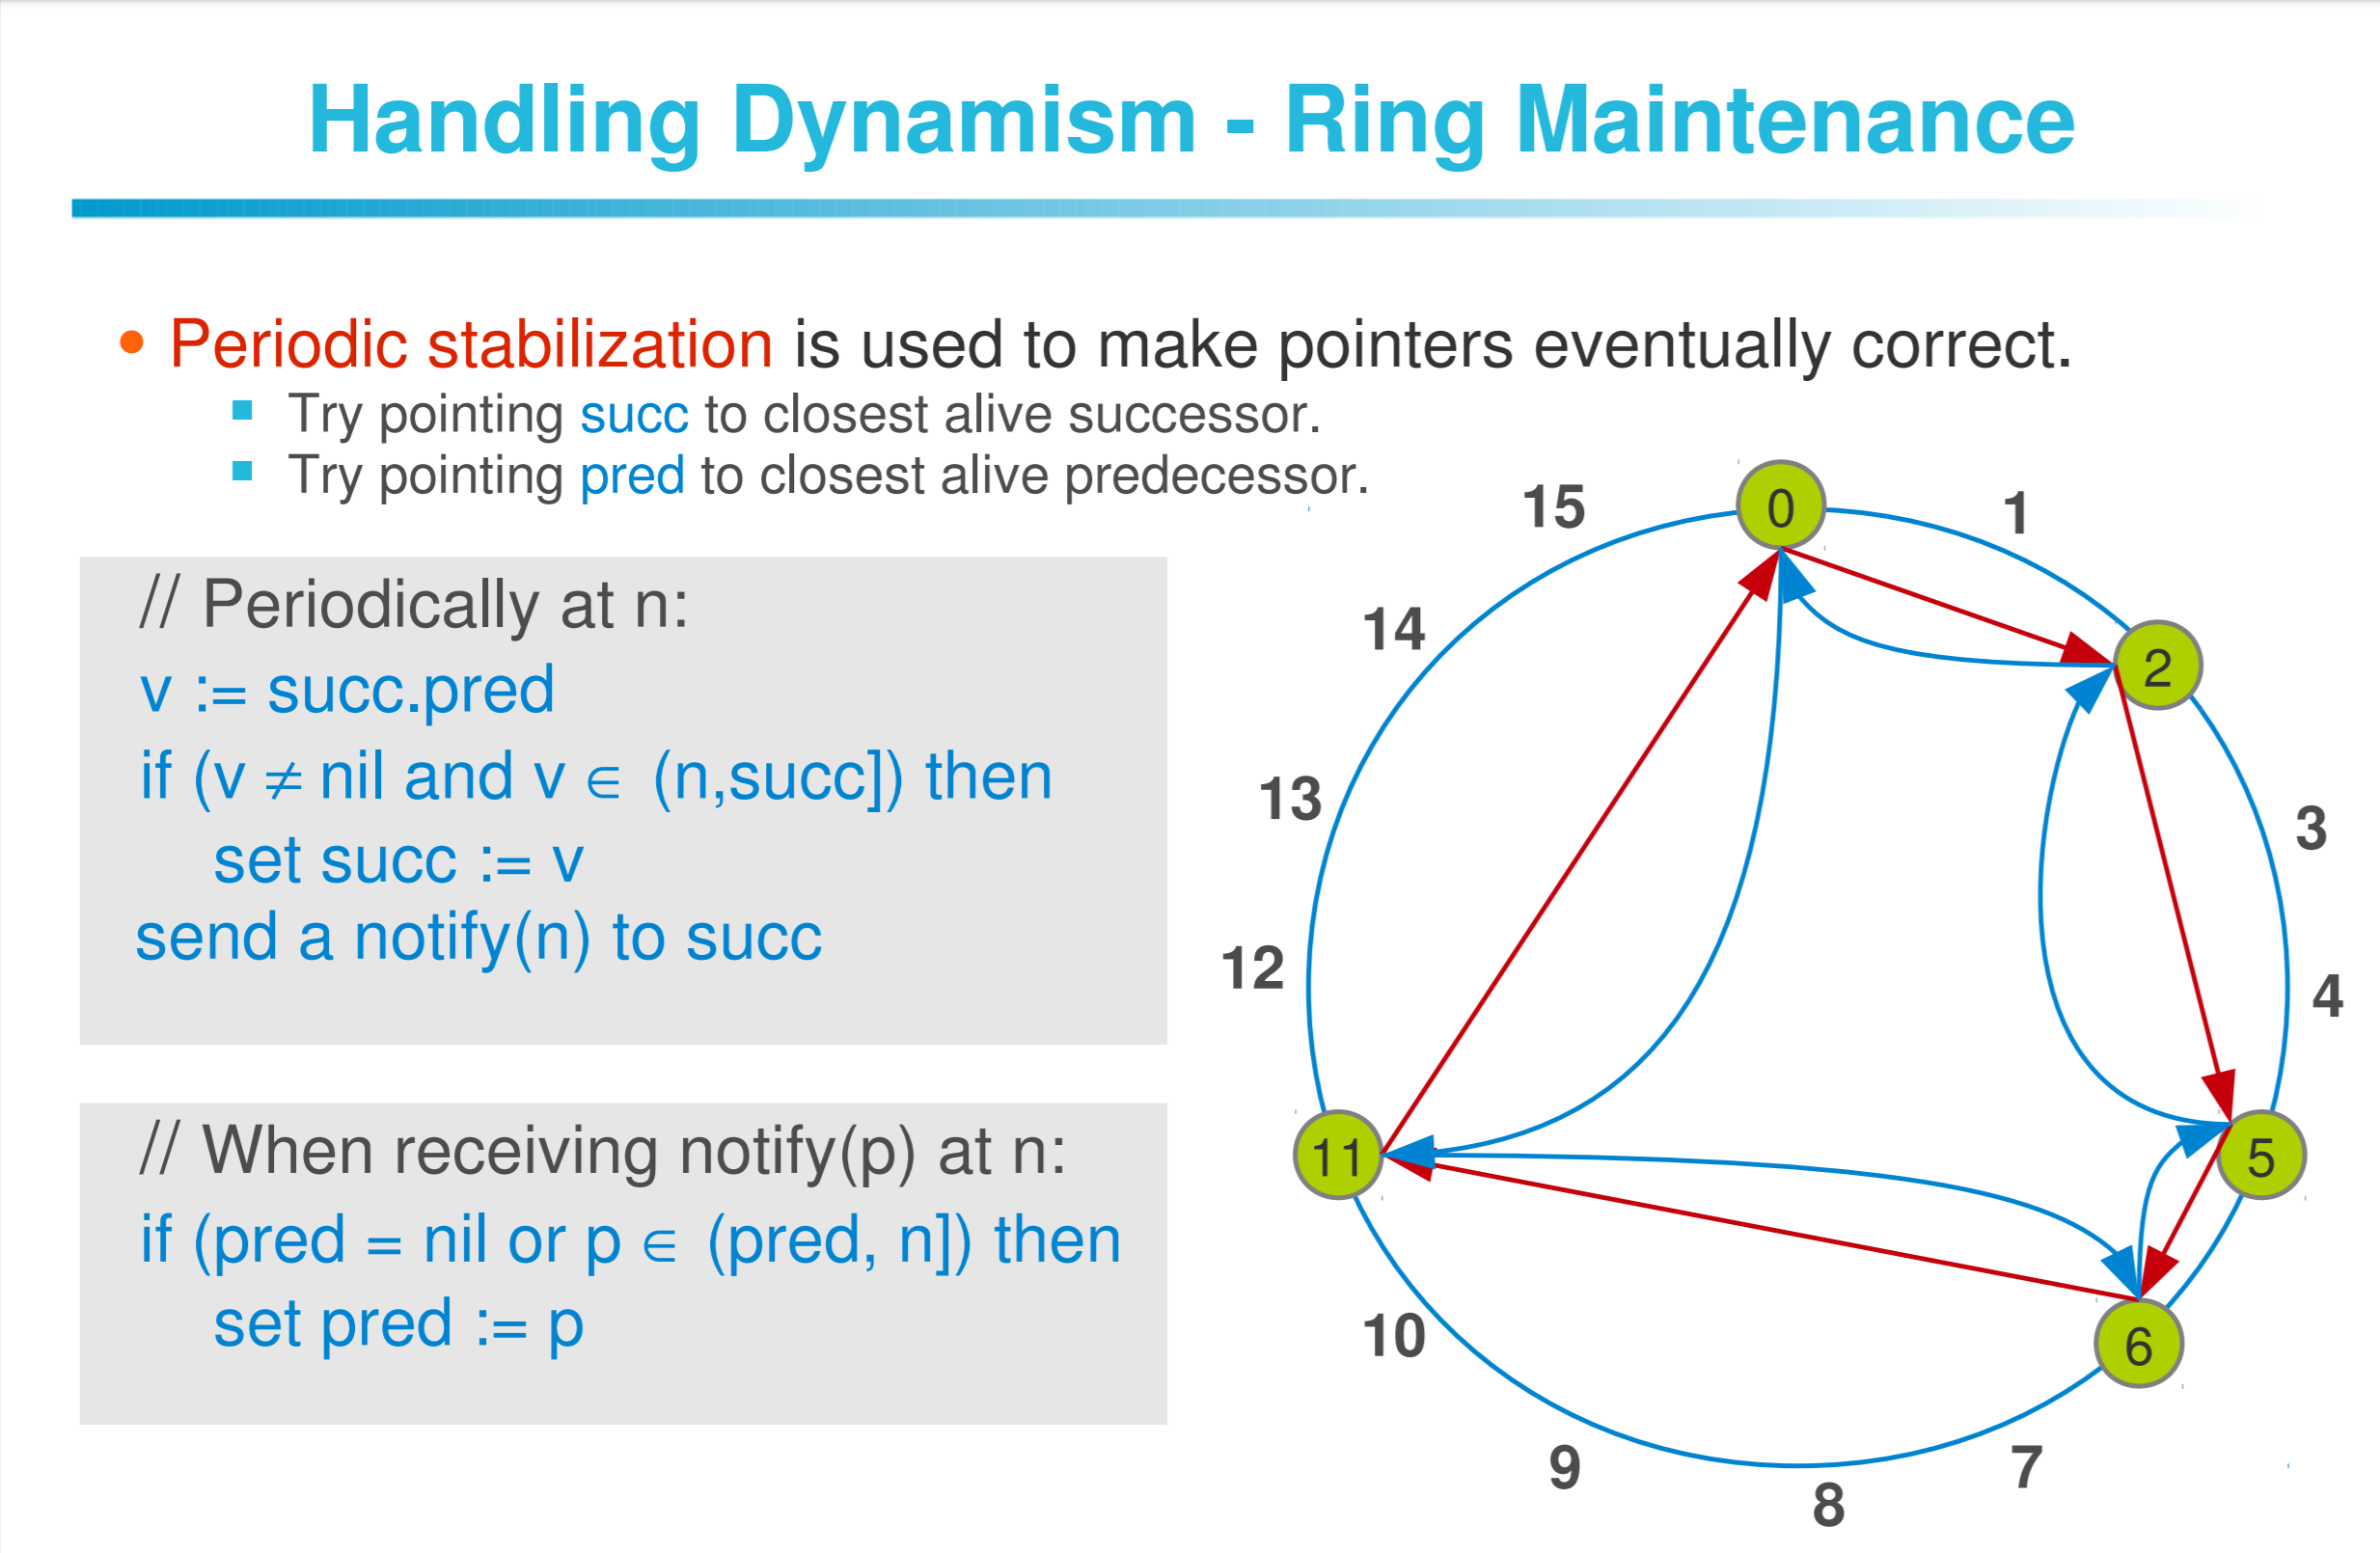 Handling Dynamism - Ring Maintenance
Periodic stabilization is used to make pointers eventually correct.
Try pointing succ to closest alive successor.
Try pointing pred to closest alive predecessor.
// Periodically at n:
v := succ.pred
if (v ≠ nil and v ∈ (n,succ]) then
set succ := v
send a notify(n) to succ
// When receiving notify(p) at n:
if (pred = nil or p ∈ (pred, n]) then
set pred := p
0
1
2
3
4
5
6
7
8
9
10
11
12
13
14
15